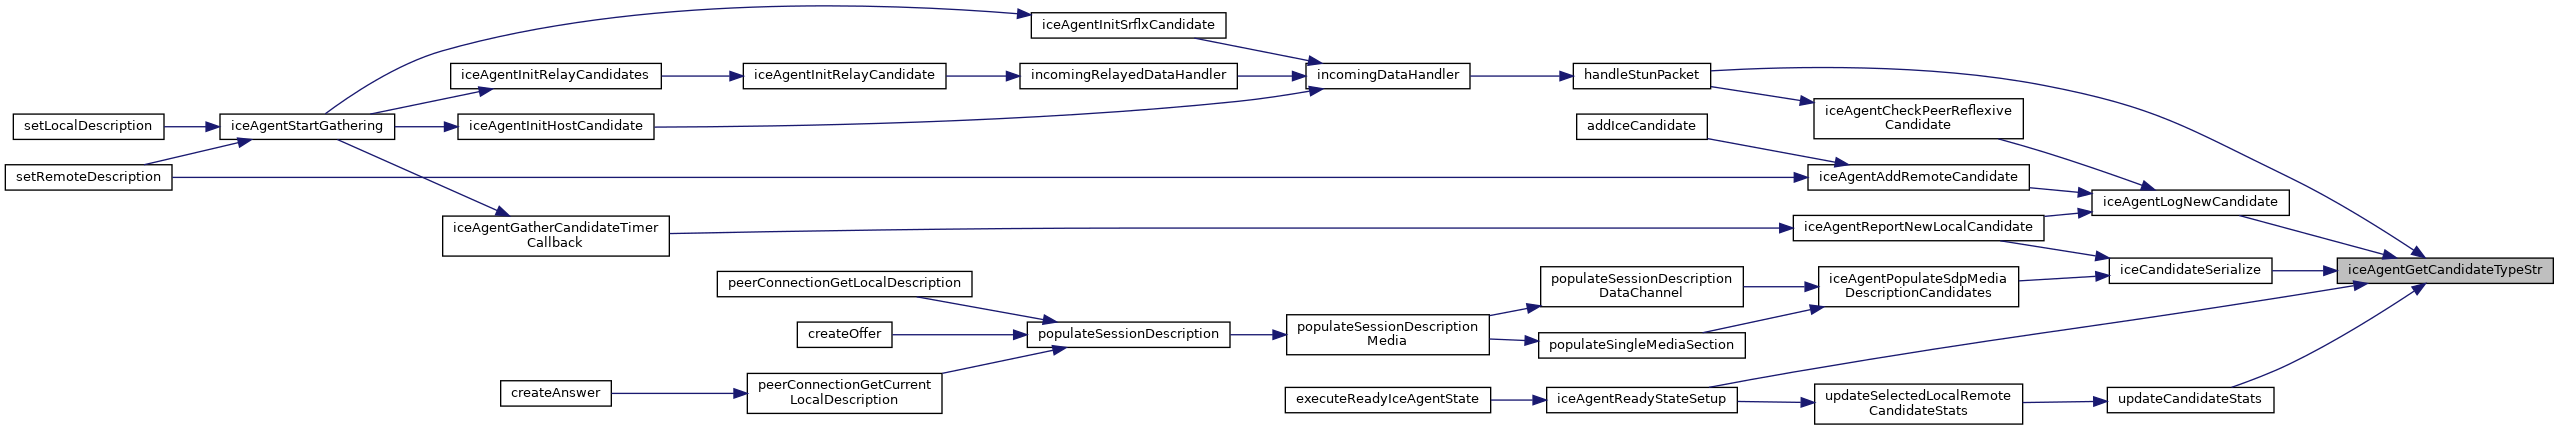 iceAgentInitSrflxCandidate
iceAgentInitRelayCandidates
iceAgentInitRelayCandidate
incomingRelayedDataHandler
incomingDataHandler
handleStunPacket
iceAgentCheckPeerReflexive
Candidate
setLocalDescription
iceAgentStartGathering
iceAgentInitHostCandidate
addIceCandidate
setRemoteDescription
iceAgentAddRemoteCandidate
iceAgentLogNewCandidate
iceAgentGatherCandidateTimer
Callback
iceAgentReportNewLocalCandidate
iceCandidateSerialize
iceAgentGetCandidateTypeStr
peerConnectionGetLocalDescription
populateSessionDescription
DataChannel
iceAgentPopulateSdpMedia
DescriptionCandidates
createOffer
populateSessionDescription
populateSessionDescription
Media
populateSingleMediaSection
createAnswer
peerConnectionGetCurrent
LocalDescription
executeReadyIceAgentState
iceAgentReadyStateSetup
updateSelectedLocalRemote
CandidateStats
updateCandidateStats